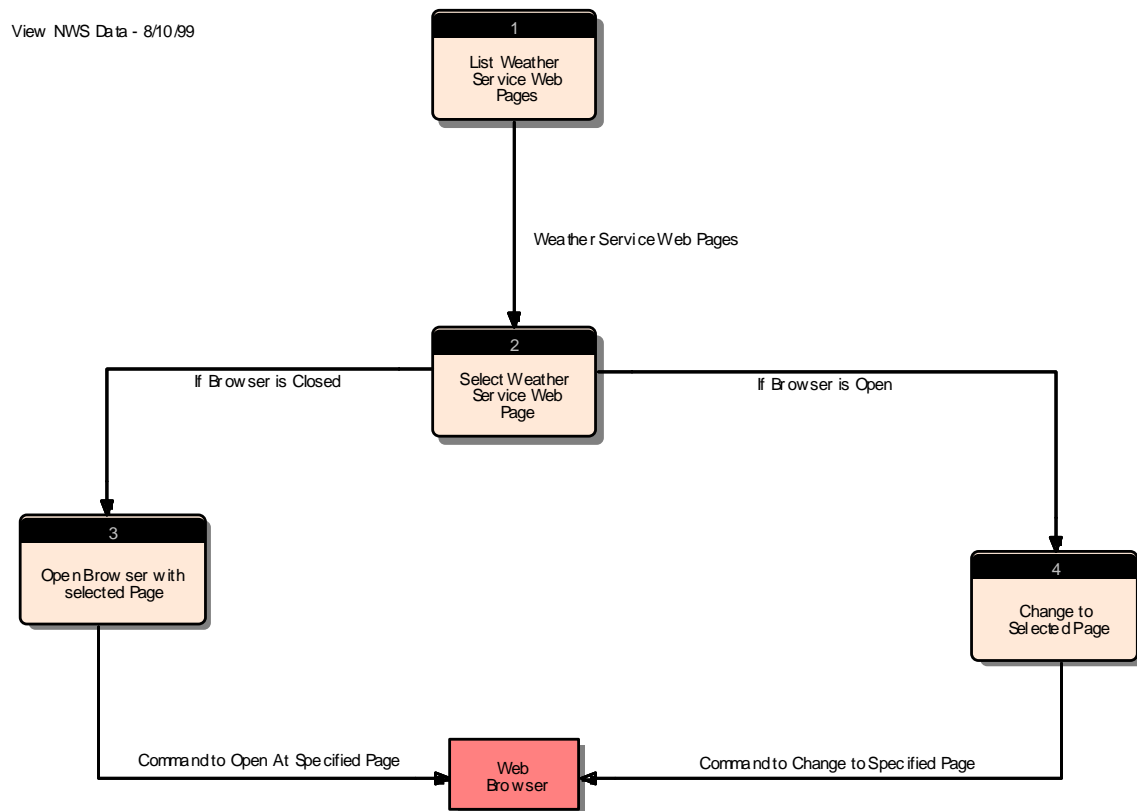 View NWS Data - 8/10/99
1
List Weather
Service Web
Pages
Weather Service Web Pages
2
Select Weather
Service Web
Page
If Browser is Closed
If Browser is Open
3
Open Browser with
selected Page
4
Change to
Selected Page
Command to Open At Specified Page
Web
Browser
Command to Change to Specified Page